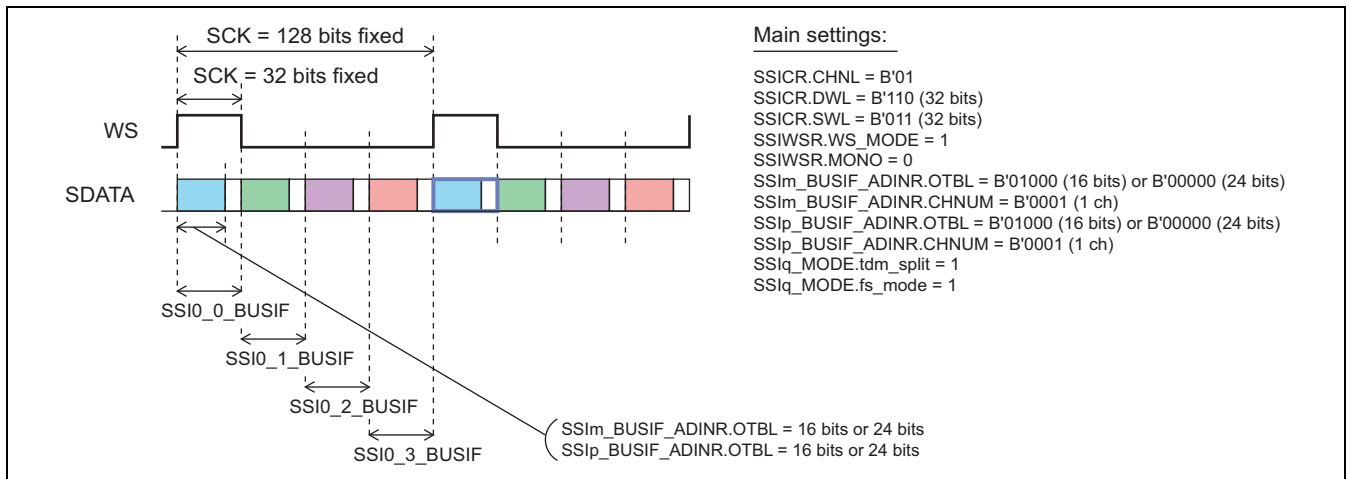 SCK = 128 bits fixed
SCK = 32 bits fixed
WS
SDATA
SSI0_0_BUSIF
SSI0_1_BUSIF
SSI0_2_BUSIF
SSI0_3_BUSIF
Main settings:
SSICR.CHNL = B'01
SSICR.DWL = B'110 (32 bits)
SSICR.SWL = B'011 (32 bits)
SSIWSR.WS_MODE = 1
SSIWSR.MONO = 0
SSIm_BUSIF_ADINR.OTBL = B'01000 (16 bits) or B'00000 (24 bits)
SSIm_BUSIF_ADINR.CHNUM = B'0001 (1 ch)
SSIp_BUSIF_ADINR.OTBL = B'01000 (16 bits) or B'00000 (24 bits)
SSIp_BUSIF_ADINR.CHNUM = B'0001 (1 ch)
SSIq_MODE.tdm_split = 1
SSIq_MODE.fs_mode = 1
SSIm_BUSIF_ADINR.OTBL = 16 bits or 24 bits
SSIp_BUSIF_ADINR.OTBL = 16 bits or 24 bits